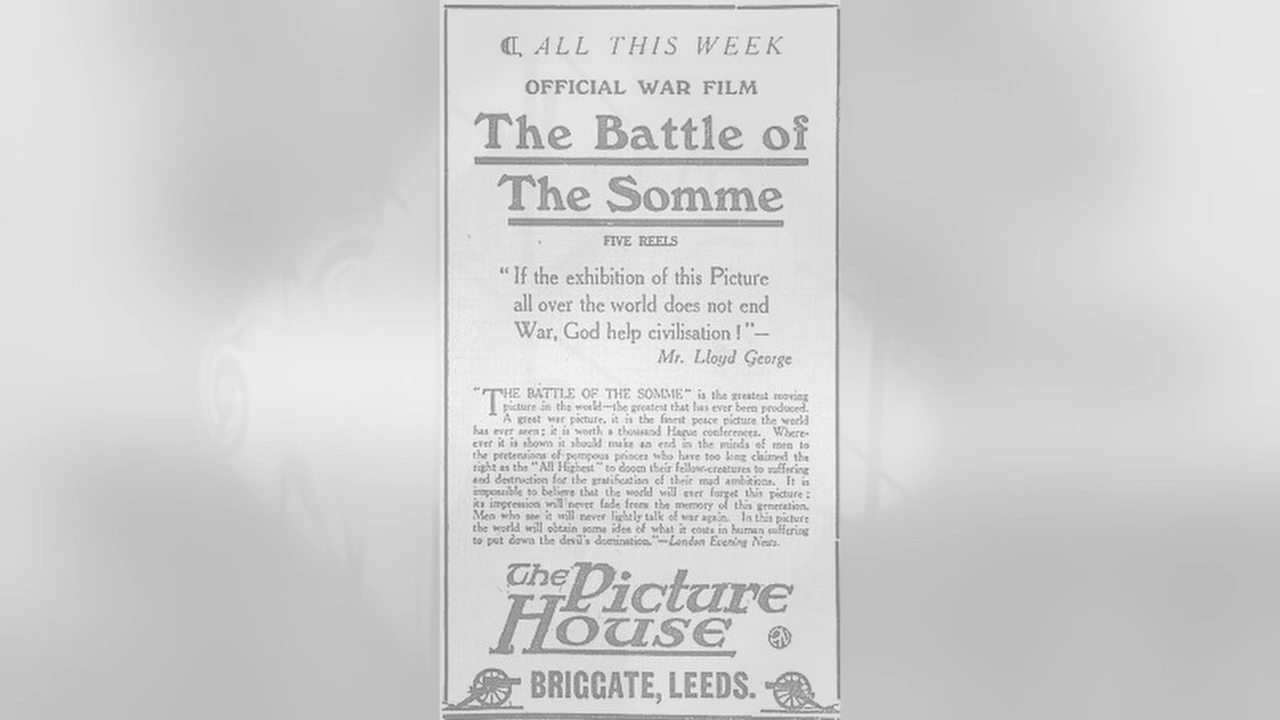 ALL THIS WEEK
OFFICIAL WAR FILM
The Battle of
The Somme
FIVE REELS
“If the exhibition of this Picture
all over the world does not end
War, God help civilisation!”—
Mr. Lloyd George
“THE BATTLE OF THE SOMME” is the greatest moving
picture in the world—the greatest that has ever been produced.
A great war picture, it is the finest peace picture the world
has ever seen; it is worth a thousand Hague conferences. Where-
ever it is shown it should make an end in the minds of men to
the pretensions of pompous princes who have too long claimed the
right as the “All Highest” to doom their fellow-creatures to suffering
and destruction for the gratification of their mad ambitions. It is
impossible to believe that the world will ever forget this picture;
its impression will never fade from the memory of this generation.
Men who see it will never lightly talk of war again. In this picture
the world will obtain some idea of what it costs in human suffering
to put down the devil's domination.”—London Evening News.
The Picture
House
BRIGGATE, LEEDS.